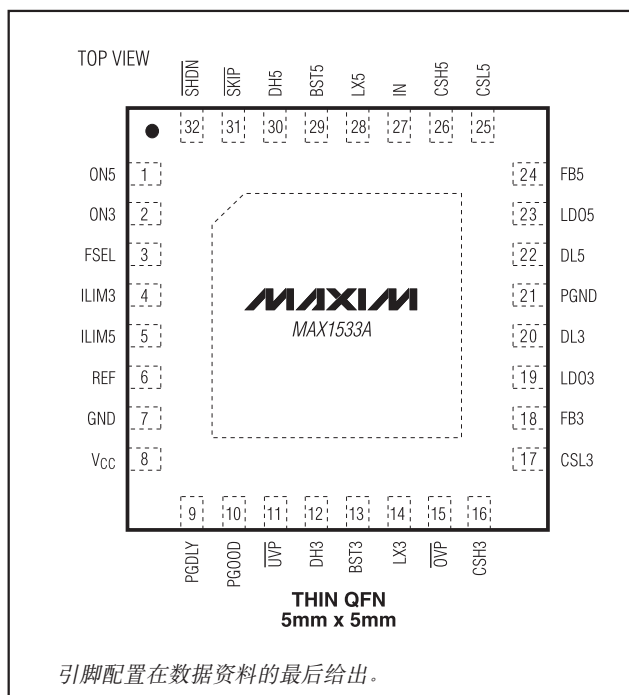 TOP VIEW
SHDN
SKIP
DH5
BST5
LX5
IN
CSH5
CSL5
32 31 30 29 28 27 26 25
ON5 1
ON3 2
FSEL 3
ILIM3 4
ILIM5 5
REF 6
GND 7
VCC 8
24 FB5
23 LDO5
22 DL5
21 PGND
20 DL3
19 LDO3
18 FB3
17 CSL3
MAXIM
MAX1533A
9 10 11 12 13 14 15 16
PGDLY
PGOOD
UVP
DH3
BST3
LX3
OVP
CSH3
THIN QFN
5mm x 5mm
引脚配置在数据资料的最后给出。